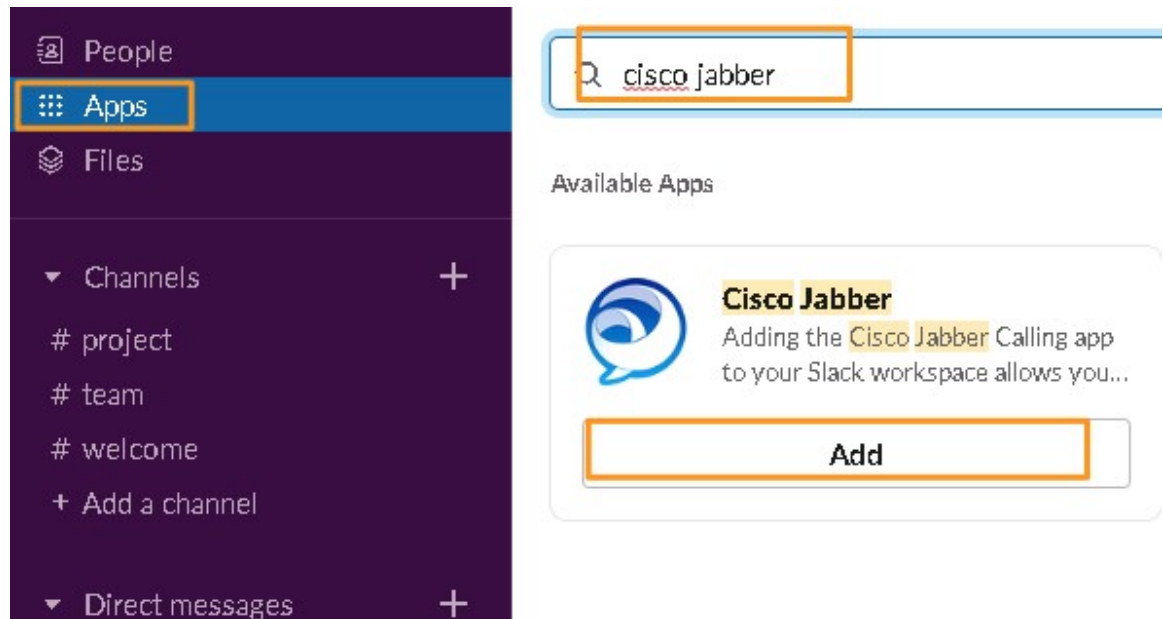 People
Apps
Files
Channels
# project
# team
# welcome
+ Add a channel
Direct messages
cisco jabber
Available Apps
Cisco Jabber
Adding the Cisco Jabber Calling app
to your Slack workspace allows you...
Add